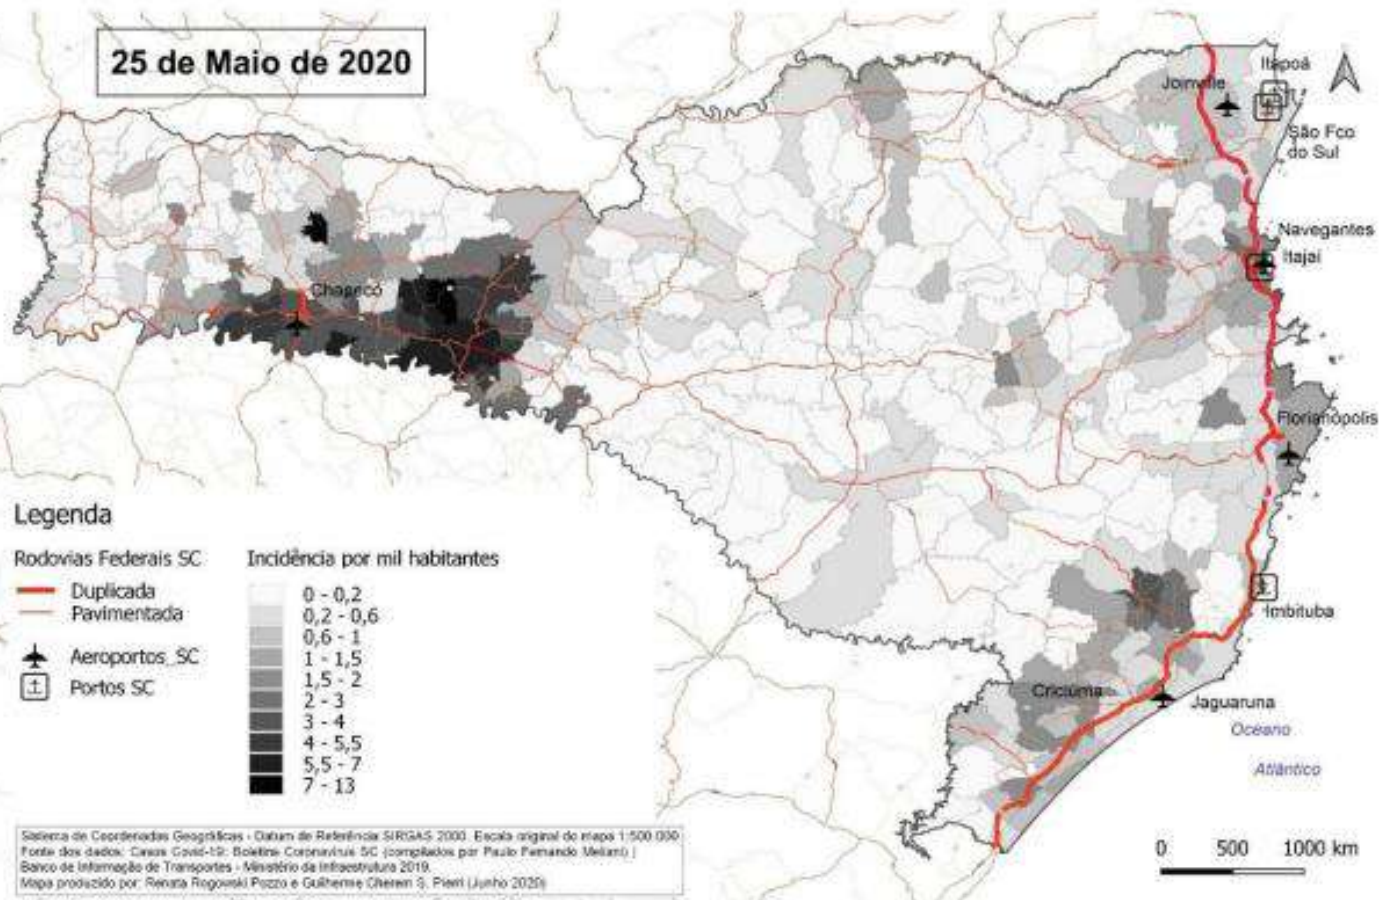 25 de Maio de 2020
Itapoã
Joinville
São Fco
do Sul
Navegantes
Itajaí
Chapecó
Florianópolis
Imbituba
Criciúma
Jaguaruna
Oceano
Atlântico
Legenda
Rodovias Federais SC
Duplicada
Pavimentada
Aeroportos_SC
Portos SC
Incidência por mil habitantes
0 - 0,2
0,2 - 0,6
0,6 - 1
1 - 1,5
1,5 - 2
2 - 3
3 - 4
4 - 5,5
5,5 - 7
7 - 13
0 500 1000 km
Sistema de Coordenadas Geográficas - Datum de Referência SIRGAS 2000. Escala original do mapa 1:500 000
Fonte dos dados: Casos Covid-19: Boletins Coronavírus SC (compilados por Paulo Fernando Meliani) |
Banco de Informação de Transportes - Ministério da Infraestrutura 2019.
Mapa produzido por: Renata Rogowski Pozzo e Guilherme Cherem S. Pierri (Junho 2020)